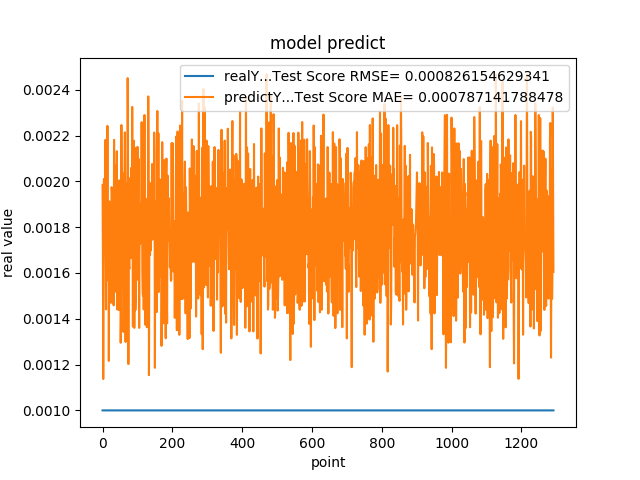 model predict
realY...Test Score RMSE= 0.000826154629341
predictY...Test Score MAE= 0.000787141788478
0.0024
0.0022
0.0020
0.0018
0.0016
0.0014
0.0012
0.0010
real value
0 200 400 600 800 1000 1200
point